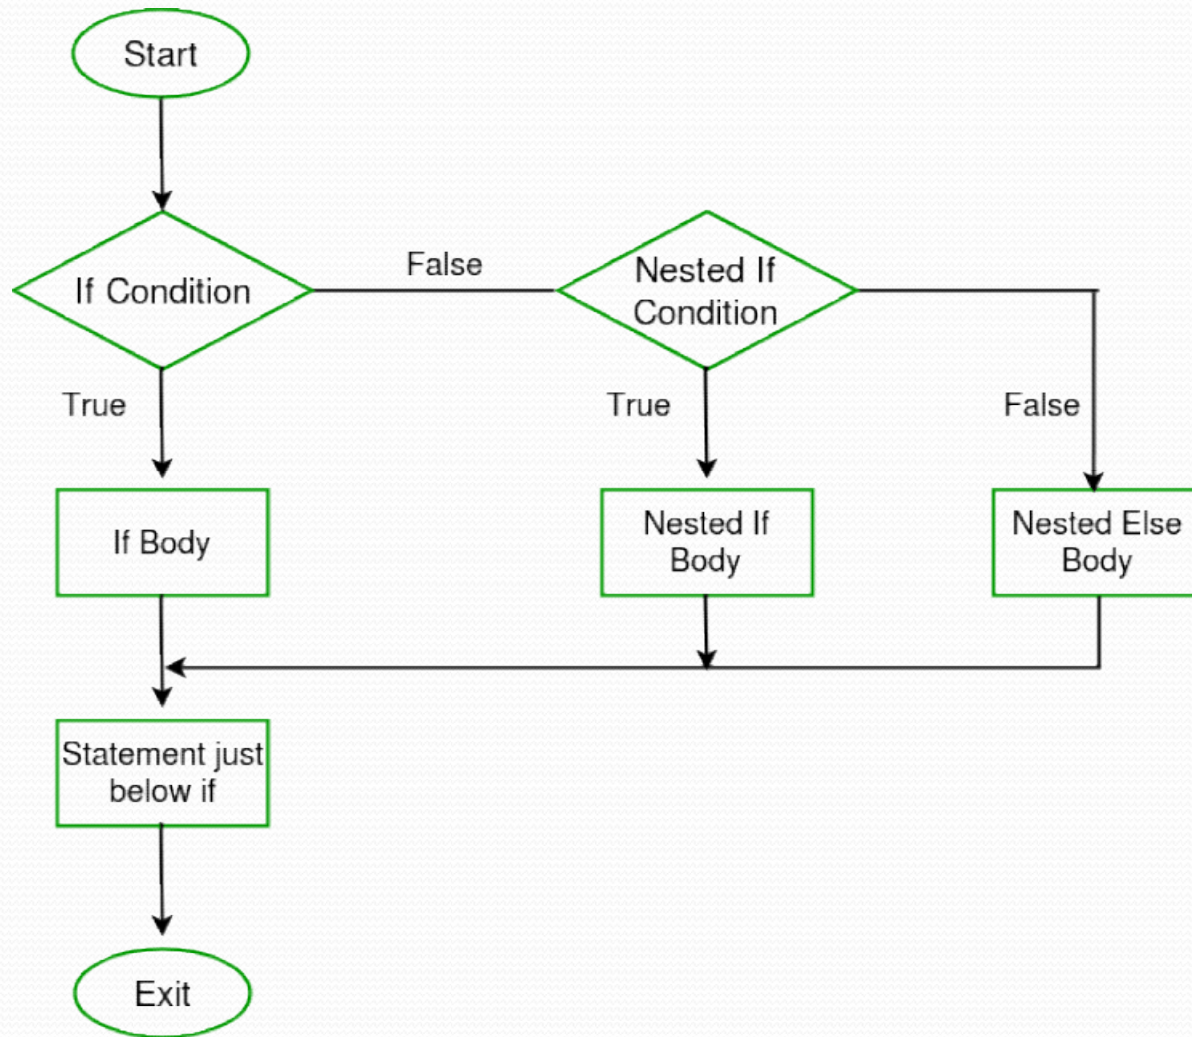 Start
If Condition
False
Nested If
Condition
True
True
False
If Body
Nested If
Body
Nested Else
Body
Statement just
below if
Exit